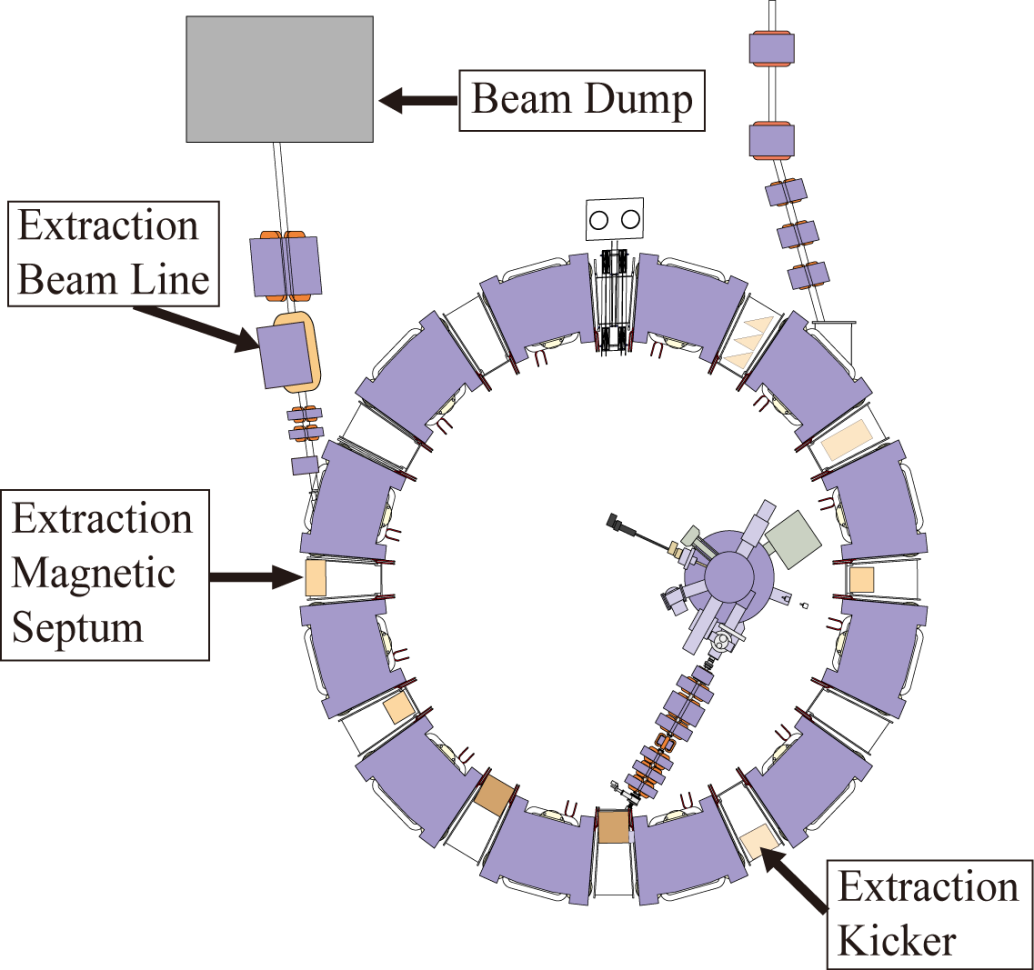 Beam Dump
Extraction
Beam Line
Extraction
Magnetic
Septum
Extraction
Kicker